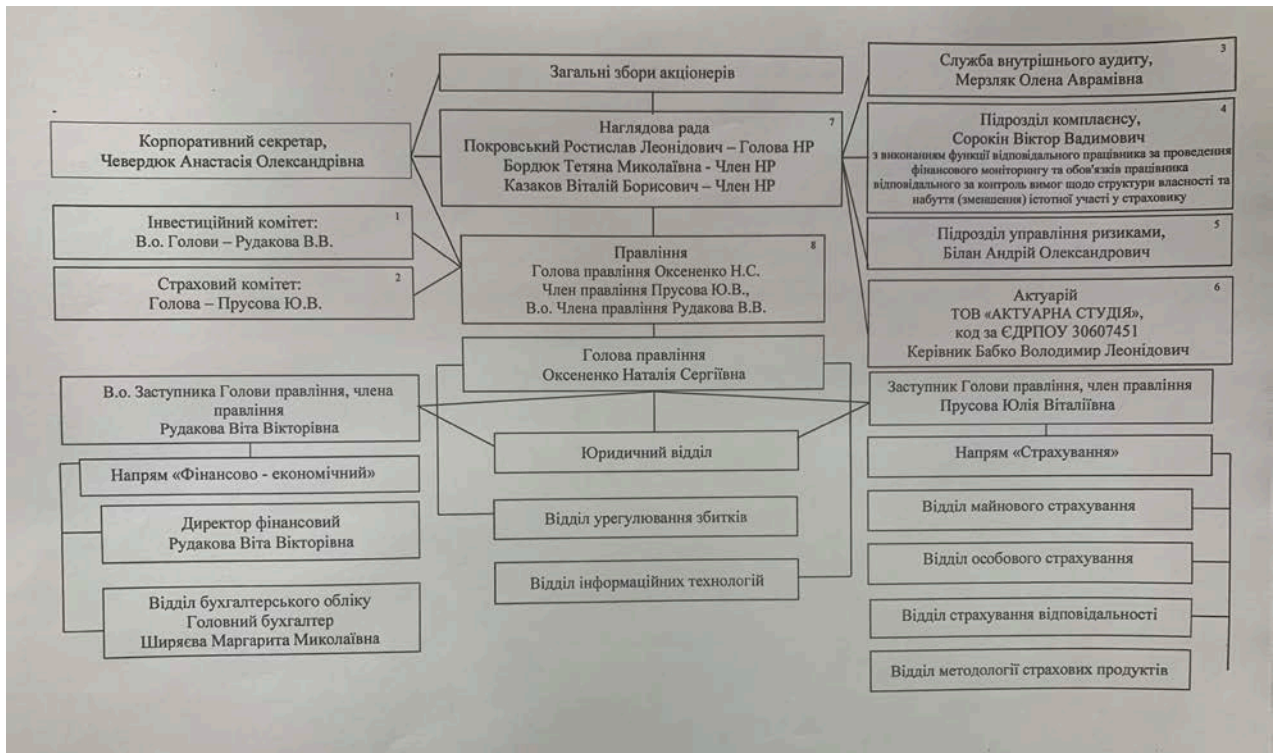 Загальні збори акціонерів
3
Служба внутрішнього аудиту,
Мерзляк Олена Аврамівна
Корпоративний секретар,
Чевердюк Анастасія Олександрівна
7
Наглядова рада
Покровський Ростислав Леонідович – Голова НР
Бордюк Тетяна Миколаївна - Член НР
Казаков Віталій Борисович – Член НР
4
Підрозділ комплаєнсу,
Сорокін Віктор Вадимович
з виконанням функції відповідального працівника за проведення
фінансового моніторингу та обов'язків працівника
відповідального за контроль вимог щодо структури власності та
набуття (зменшення) істотної участі у страховику
1
Інвестиційний комітет:
В.о. Голови – Рудакова В.В.
2
Страховий комітет:
Голова – Прусова Ю.В.
8
Правління
Голова правління Оксененко Н.С.
Член правління Прусова Ю.В.,
В.о. Члена правління Рудакова В.В.
5
Підрозділ управління ризиками,
Білан Андрій Олександрович
6
Актуарій
ТОВ «АКТУАРНА СТУДІЯ»,
код за ЄДРПОУ 30607451
Керівник Бабко Володимир Леонідович
Голова правління
Оксененко Наталія Сергіївна
В.о. Заступника Голови правління, члена
правління
Рудакова Віта Вікторівна
Заступник Голови правління, член правління
Прусова Юлія Віталіївна
Напрям «Фінансово - економічний»
Юридичний відділ
Напрям «Страхування»
Директор фінансовий
Рудакова Віта Вікторівна
Відділ урегулювання збитків
Відділ майнового страхування
Відділ інформаційних технологій
Відділ особового страхування
Відділ бухгалтерського обліку
Головний бухгалтер
Ширяєва Маргарита Миколаївна
Відділ страхування відповідальності
Відділ методології страхових продуктів